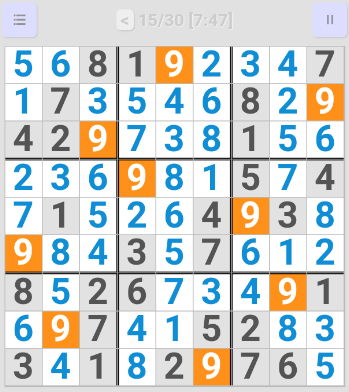 < 15/30 [7:47]
5 6 8 1 9 2 3 4 7
1 7 3 5 4 6 8 2 9
4 2 9 7 3 8 1 5 6
2 3 6 9 8 1 5 7 4
7 1 5 2 6 4 9 3 8
9 8 4 3 5 7 6 1 2
8 5 2 6 7 3 4 9 1
6 9 7 4 1 5 2 8 3
3 4 1 8 2 9 7 6 5